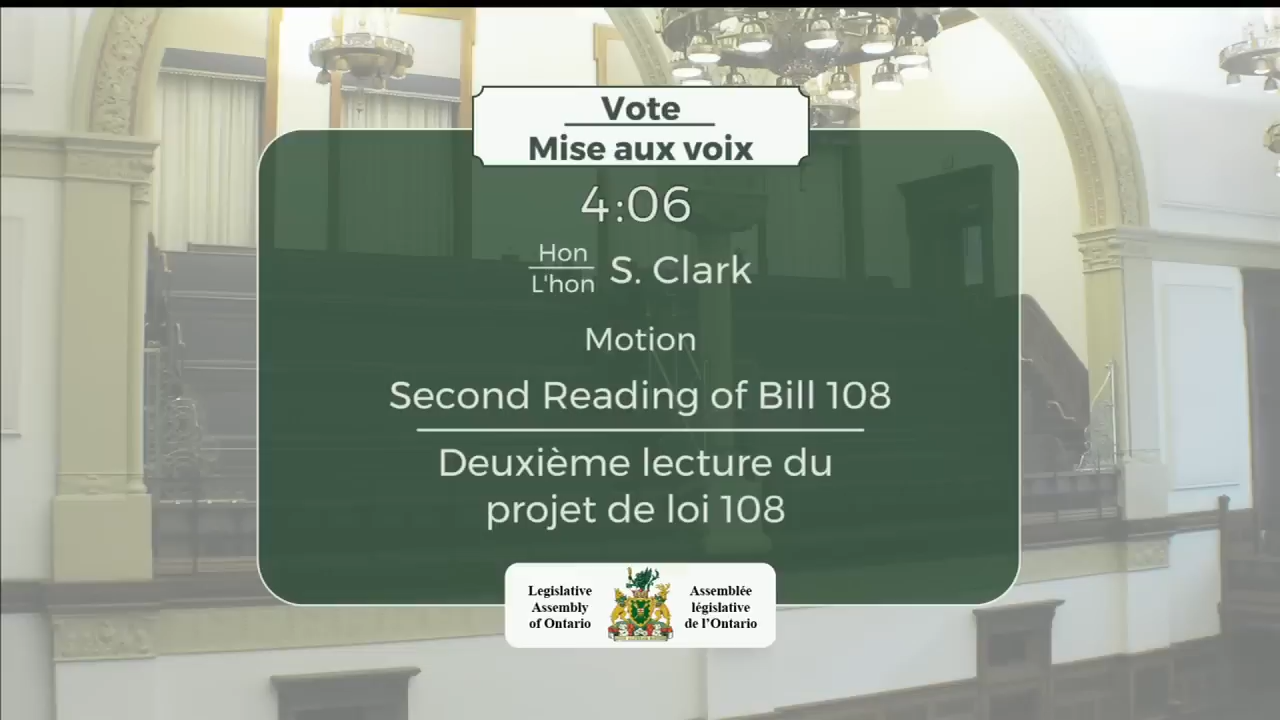 Vote
Mise aux voix
4:06
Hon
L'hon
S. Clark
Motion
Second Reading of Bill 108
Deuxième lecture du
projet de loi 108
Legislative
Assembly
of Ontario
Assemblée
législative
de l'Ontario